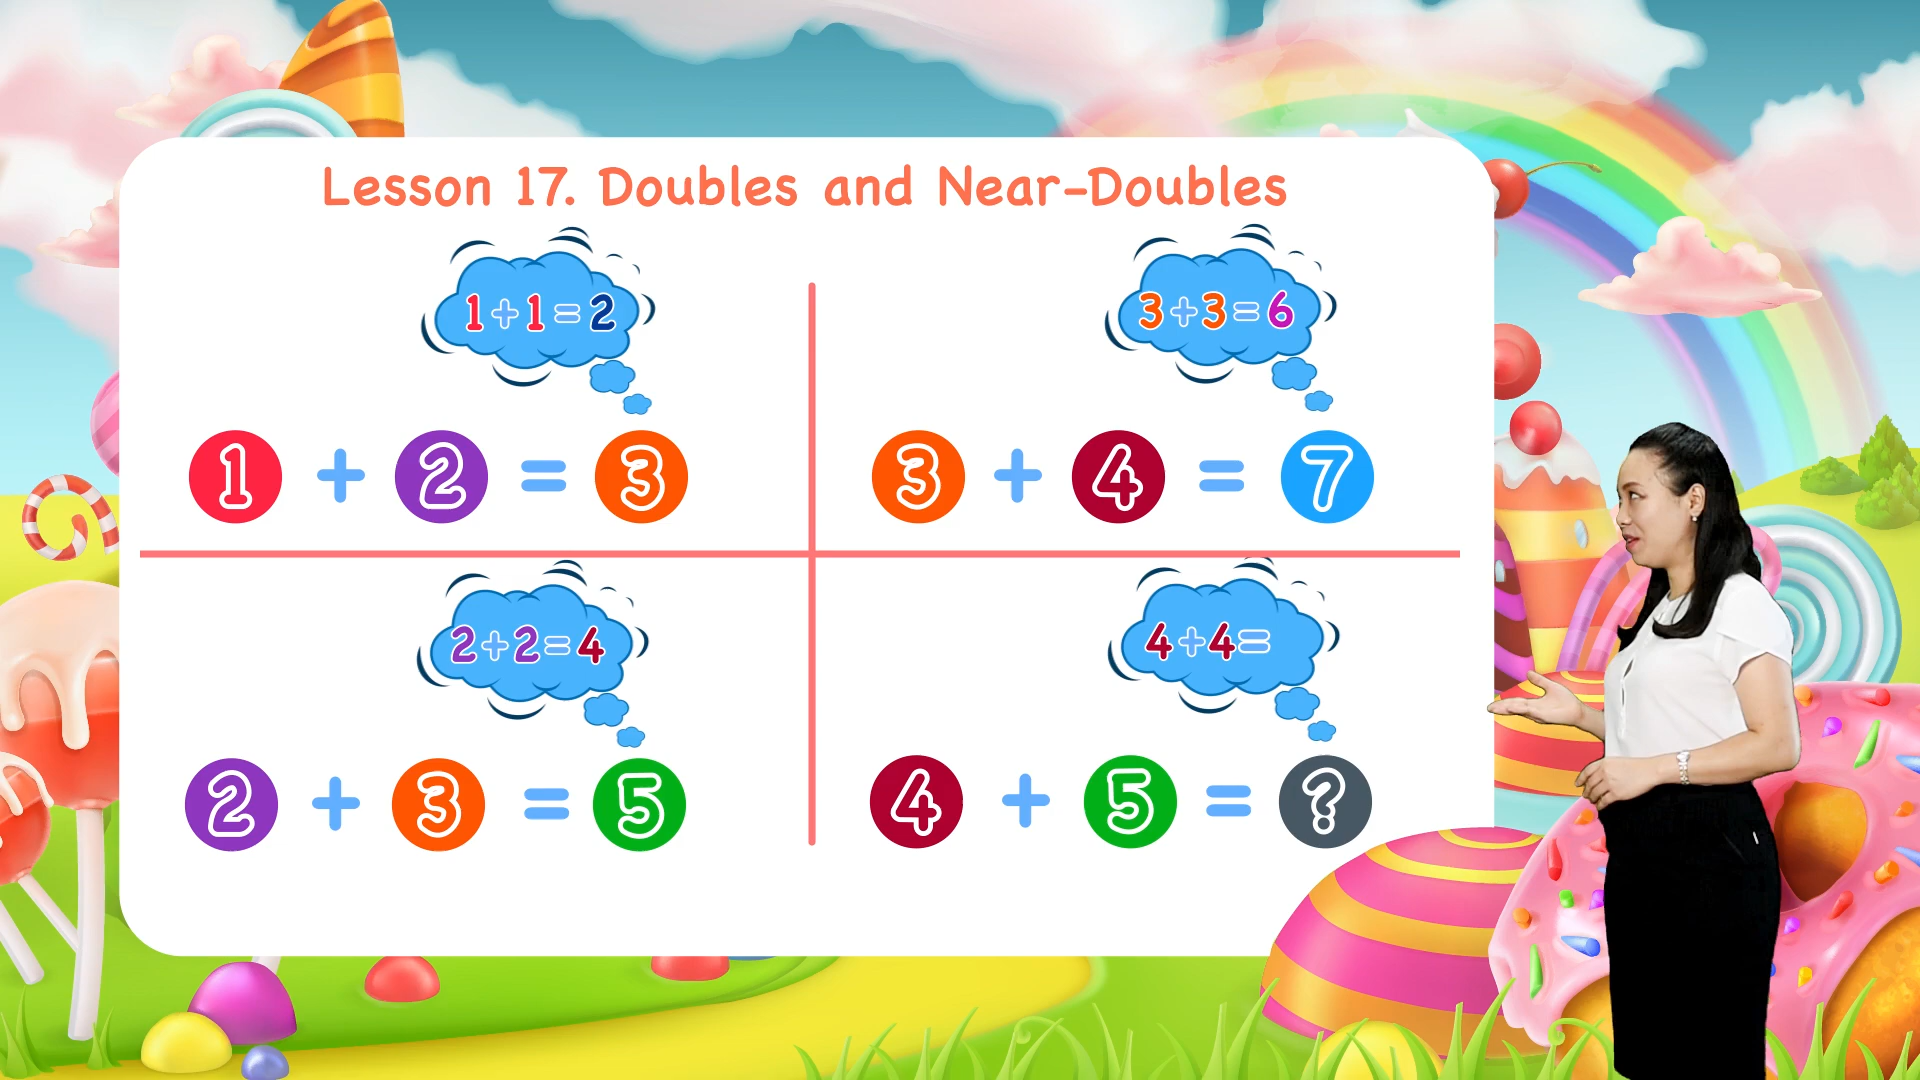 Lesson 17. Doubles and Near-Doubles
1+1=2
1 + 2 = 3
3+3=6
3 + 4 = 7
2+2=4
2 + 3 = 5
4+4=
4 + 5 = ?